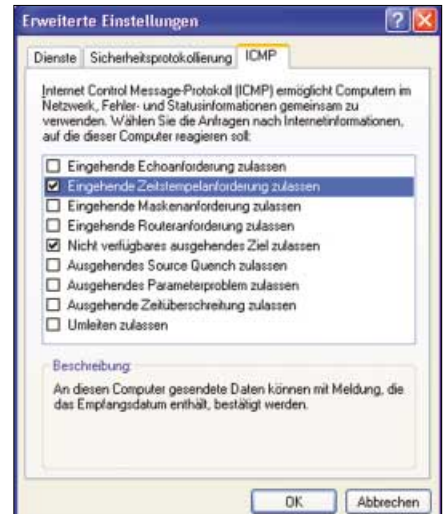 Erweiterte Einstellungen
Dienste Sicherheitsprotokollierung ICMP
Internet Control Message-Protokoll (ICMP) ermöglicht Computern im
Netzwerk, Fehler- und Statusinformationen gemeinsam zu
verwenden. Wählen Sie die Anfragen nach Internetinformationen,
auf die dieser Computer reagieren soll:
Eingehende Echoanforderung zulassen
Eingehende Zeitstempelanforderung zulassen
Eingehende Maskenanforderung zulassen
Eingehende Routeranforderung zulassen
Nicht verfügbares ausgehendes Ziel zulassen
Ausgehendes Source Quench zulassen
Ausgehendes Parameterproblem zulassen
Ausgehende Zeitüberschreitung zulassen
Umleiten zulassen
Beschreibung:
An diesen Computer gesendete Daten können mit Meldung, die
das Empfangsdatum enthält, bestätigt werden.
OK Abbrechen